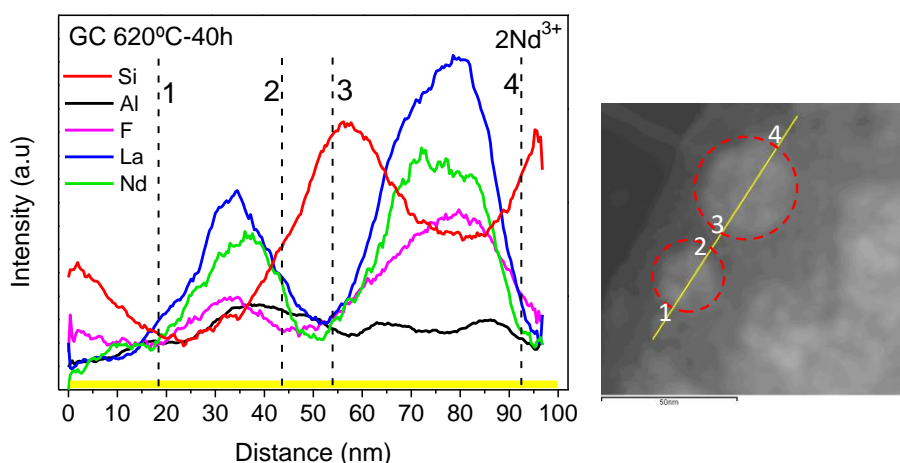 GC 620ºC-40h
2Nd³⁺
1
2
3
4
Si
Al
F
La
Nd
Intensity (a.u)
0 10 20 30 40 50 60 70 80 90 100
Distance (nm)
4
3
2
1
50nm